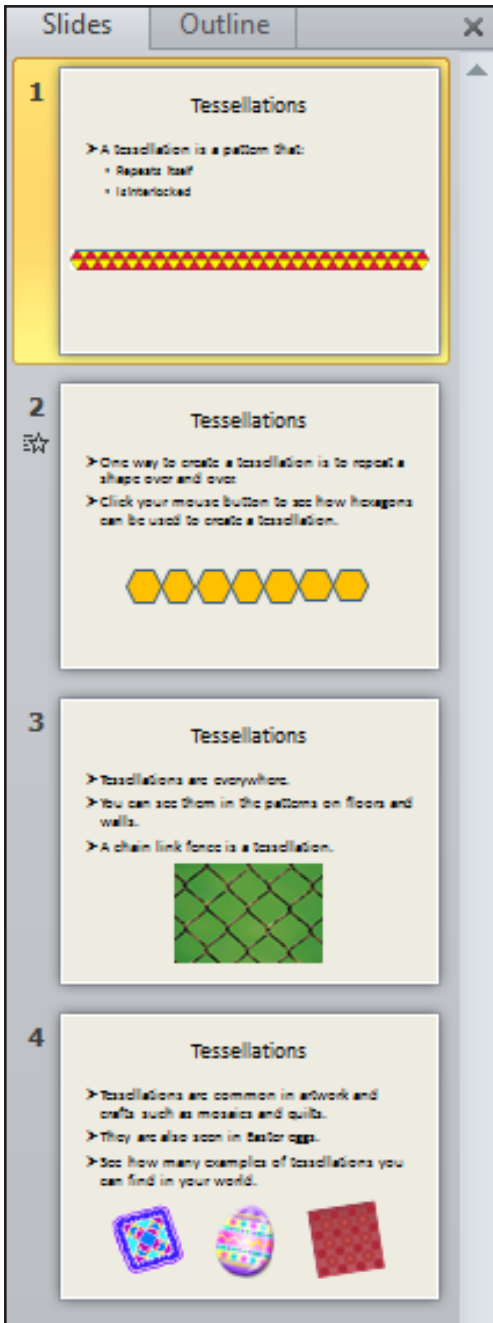 Slides Outline
1
Tessellations
A tessellation is a pattern that:
Repeats itself
Is interlocked
2
Tessellations
One way to create a tessellation is to repeat a
shape over and over.
Click your mouse button to see how hexagons
can be used to create a tessellation.
3
Tessellations
Tessellations are everywhere.
You can see them in the patterns on floors and
walls.
A chain link fence is a tessellation.
4
Tessellations
Tessellations are common in artwork and
crafts such as mosaics and quilts.
They are also seen in Easter eggs.
See how many examples of tessellations you
can find in your world.